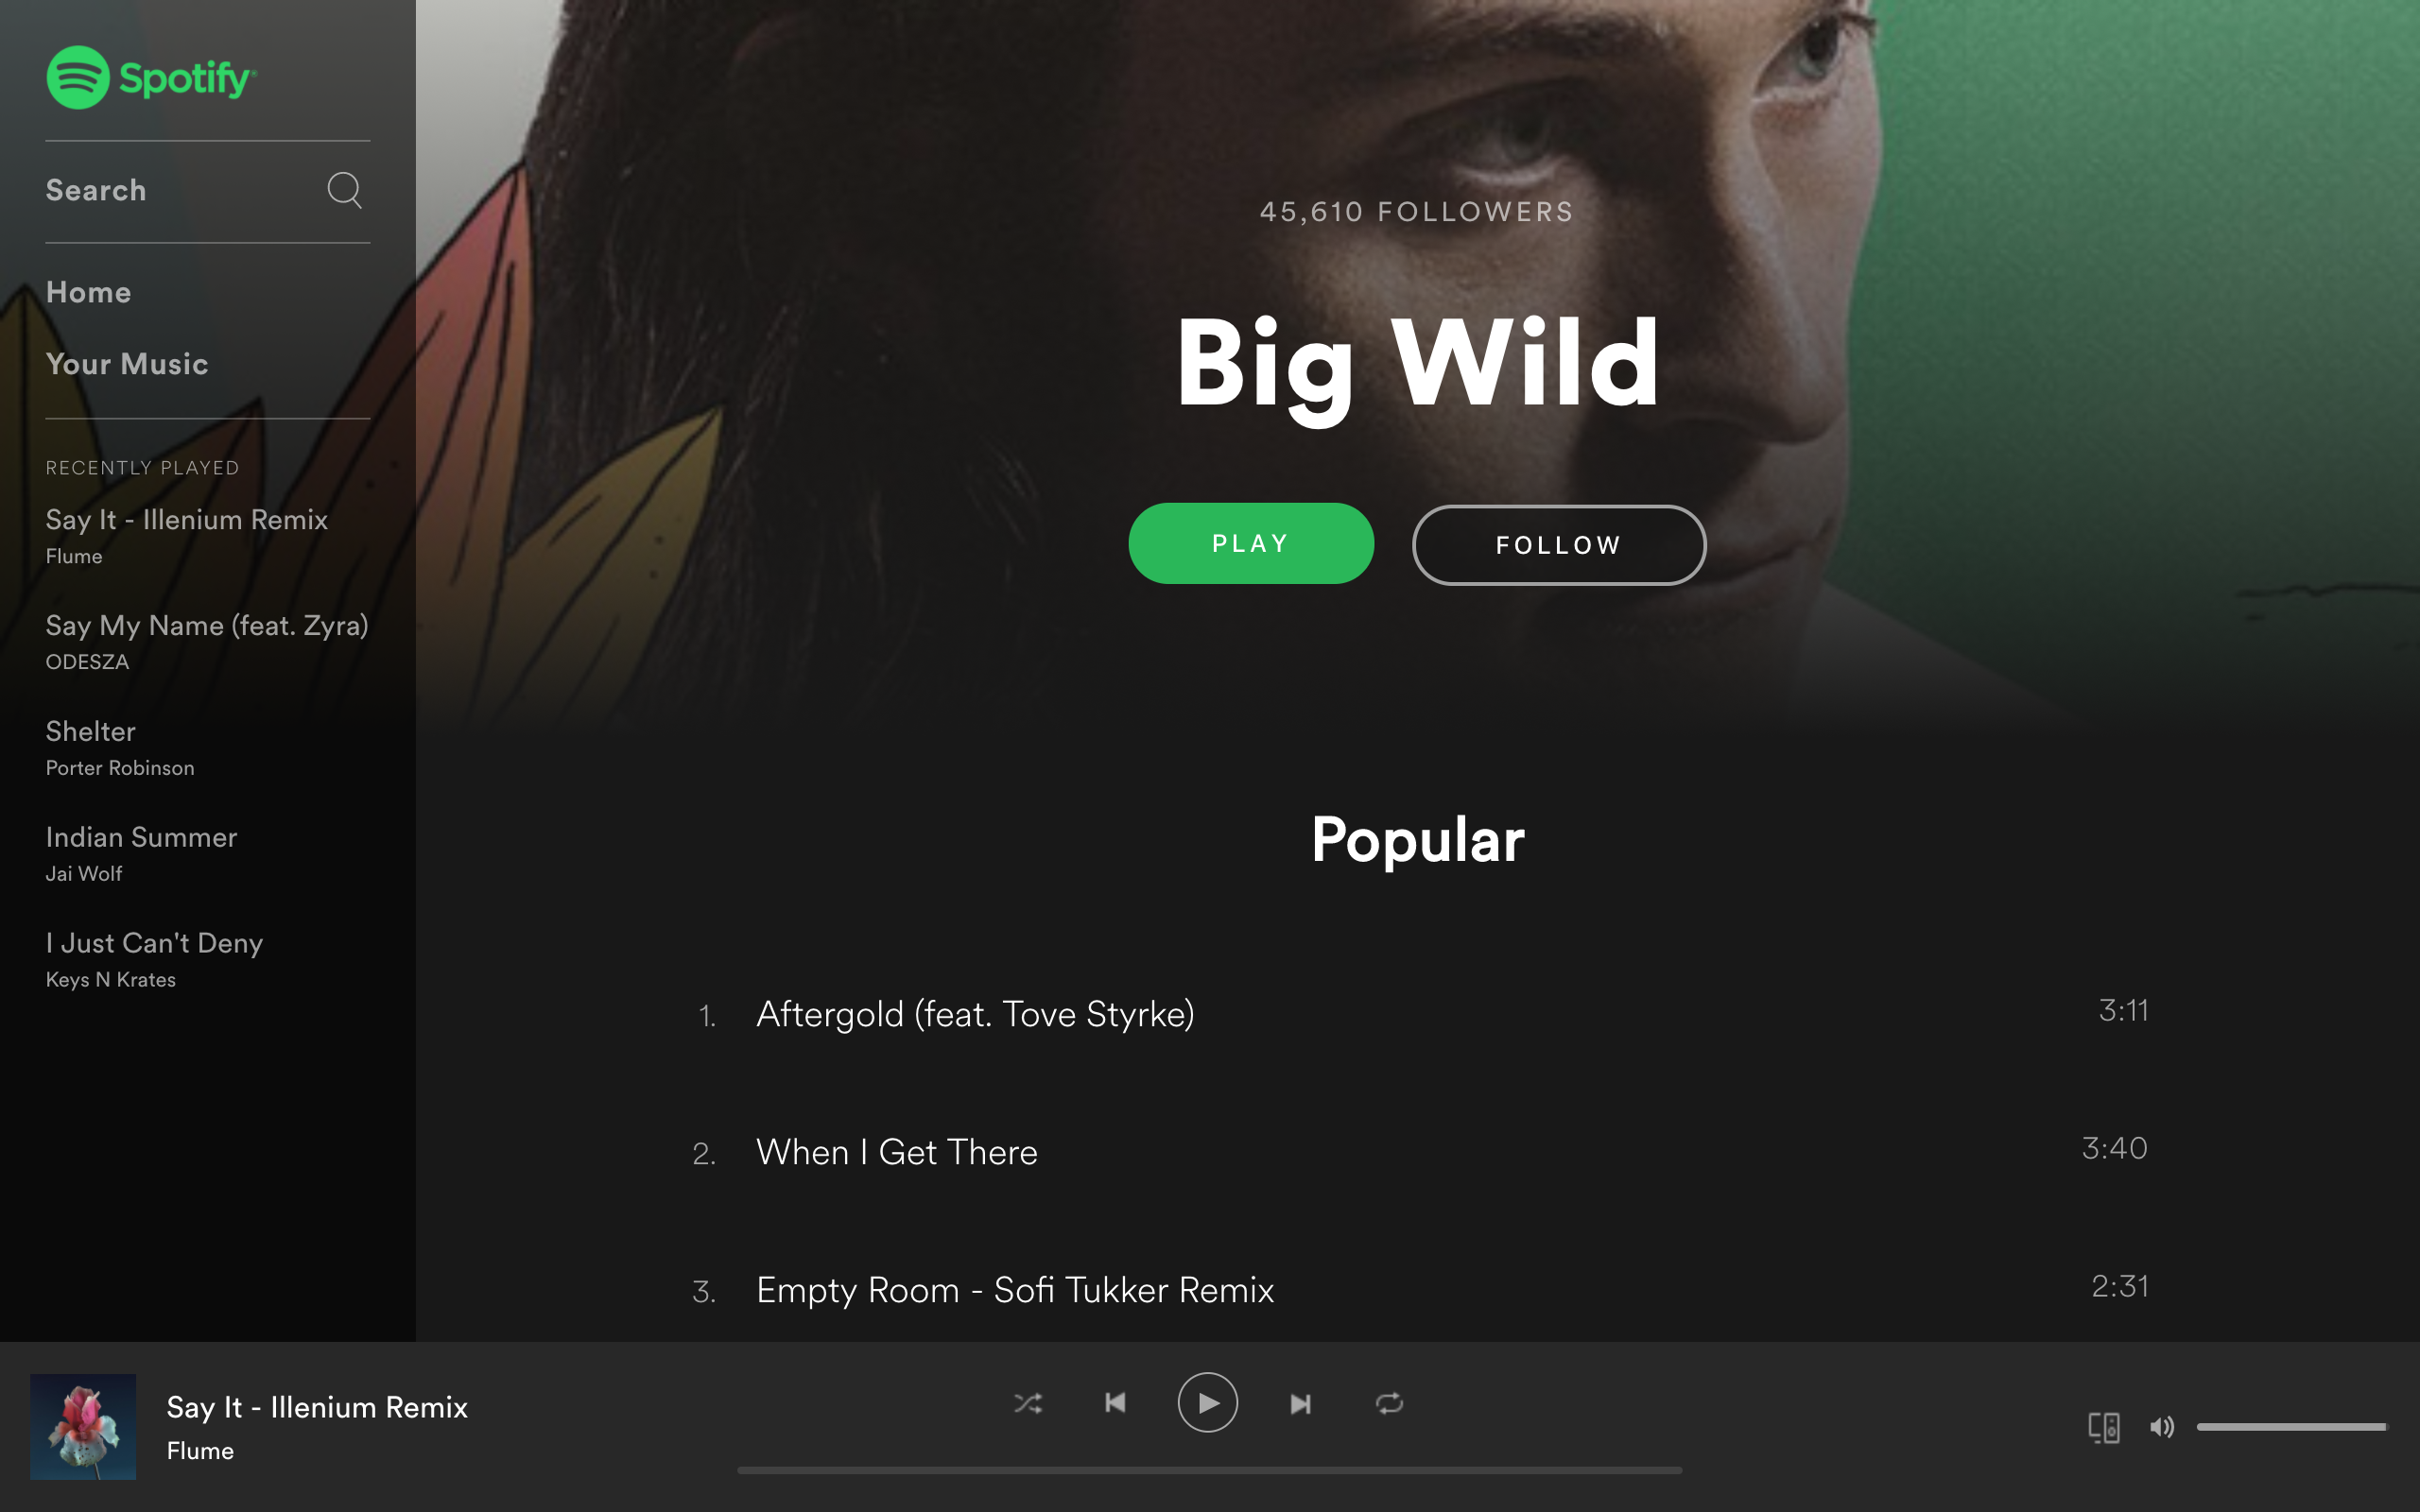 Spotify®
Search
Home
Your Music
RECENTLY PLAYED
Say It - Illenium Remix
Flume
Say My Name (feat. Zyra)
ODESZA
Shelter
Porter Robinson
Indian Summer
Jai Wolf
I Just Can't Deny
Keys N Krates
45,610 FOLLOWERS
Big Wild
PLAY FOLLOW
Popular
1. Aftergold (feat. Tove Styrke) 3:11
2. When I Get There 3:40
3. Empty Room - Sofi Tukker Remix 2:31
Say It - Illenium Remix
Flume